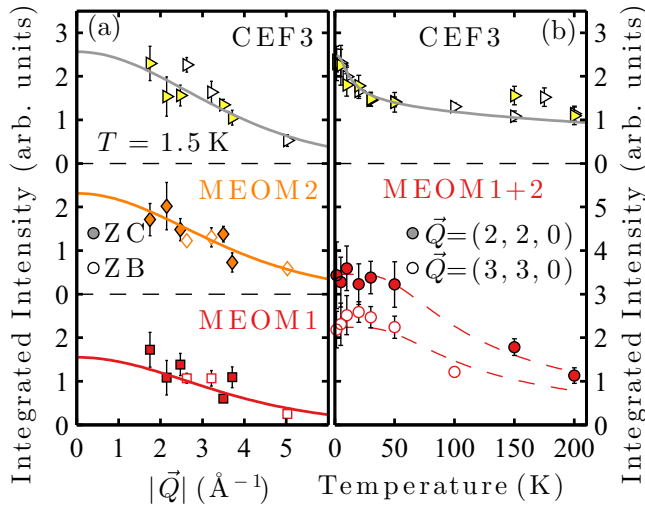 (a) CEF3
CEF3 (b)
T = 1.5 K
MEOM2
MEOM1+2
ZC
ZB
Q⃗=(2, 2, 0)
Q⃗=(3, 3, 0)
MEOM1
3
2
1
0
2
1
0
2
1
0
3
2
1
0
3
2
1
0
0 1 2 3 4 5
0 50 100 150 200
|Q⃗| (Å⁻¹)
Temperature (K)
Integrated Intensity (arb. units)
Integrated Intensity (arb. units)